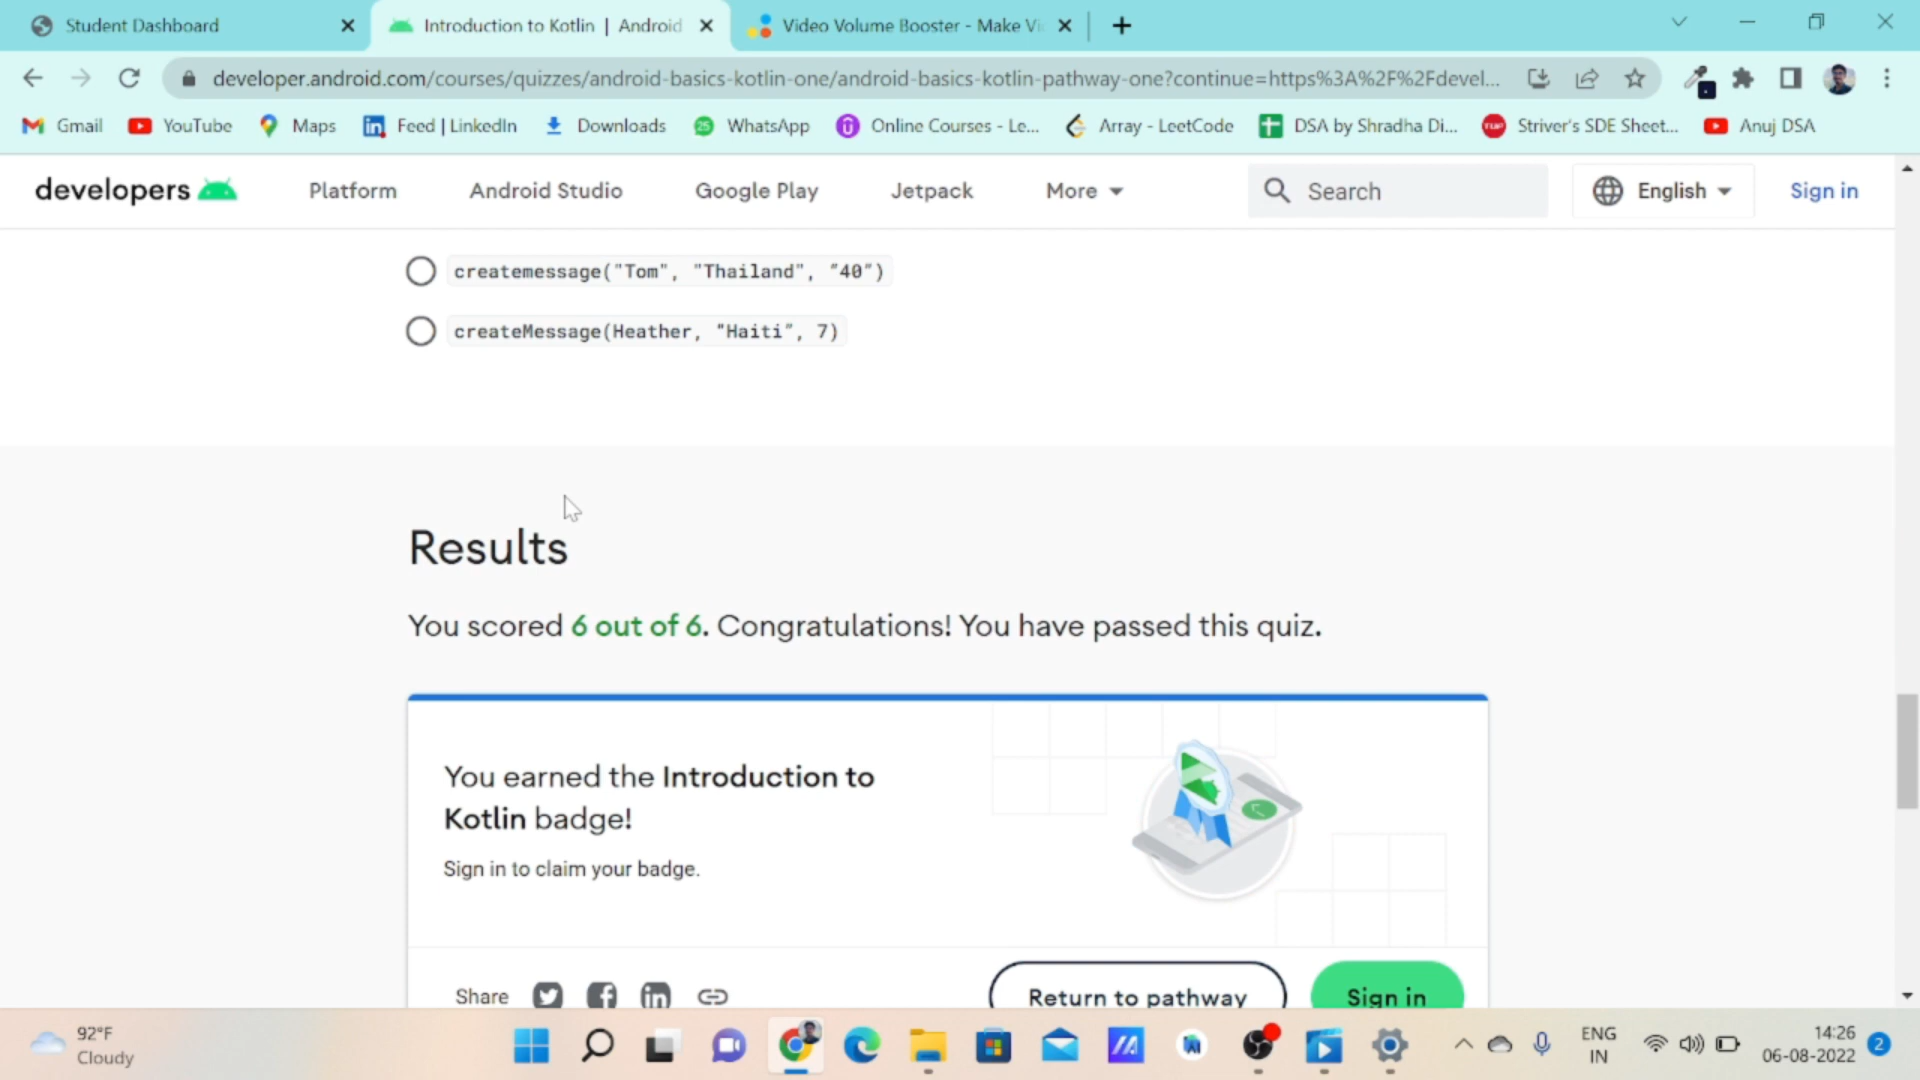 Student Dashboard
Introduction to Kotlin | Android
Video Volume Booster - Make Vi
developer.android.com/courses/quizzes/android-basics-kotlin-one/android-basics-kotlin-pathway-one?continue=https%3A%2F%2Fdevel...
Gmail
YouTube
Maps
Feed | LinkedIn
Downloads
25
WhatsApp
Online Courses - Le...
Array - LeetCode
DSA by Shradha Di...
TUF
Striver's SDE Sheet...
Anuj DSA
developers
Platform
Android Studio
Google Play
Jetpack
More
Search
English
Sign in
createmessage("Tom", "Thailand", "40")
createMessage(Heather, "Haiti", 7)
Results
You scored 6 out of 6. Congratulations! You have passed this quiz.
You earned the Introduction to
Kotlin badge!
Sign in to claim your badge.
Share
Return to pathway
Sign in
92°F
Cloudy
ENG
IN
14:26
06-08-2022
2